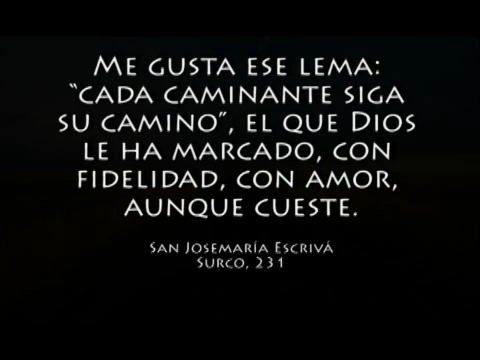 Me gusta ese lema:
“cada caminante siga
su camino”, el que Dios
le ha marcado, con
fidelidad, con amor,
aunque cueste.
San Josemaría Escrivá
Surco, 231